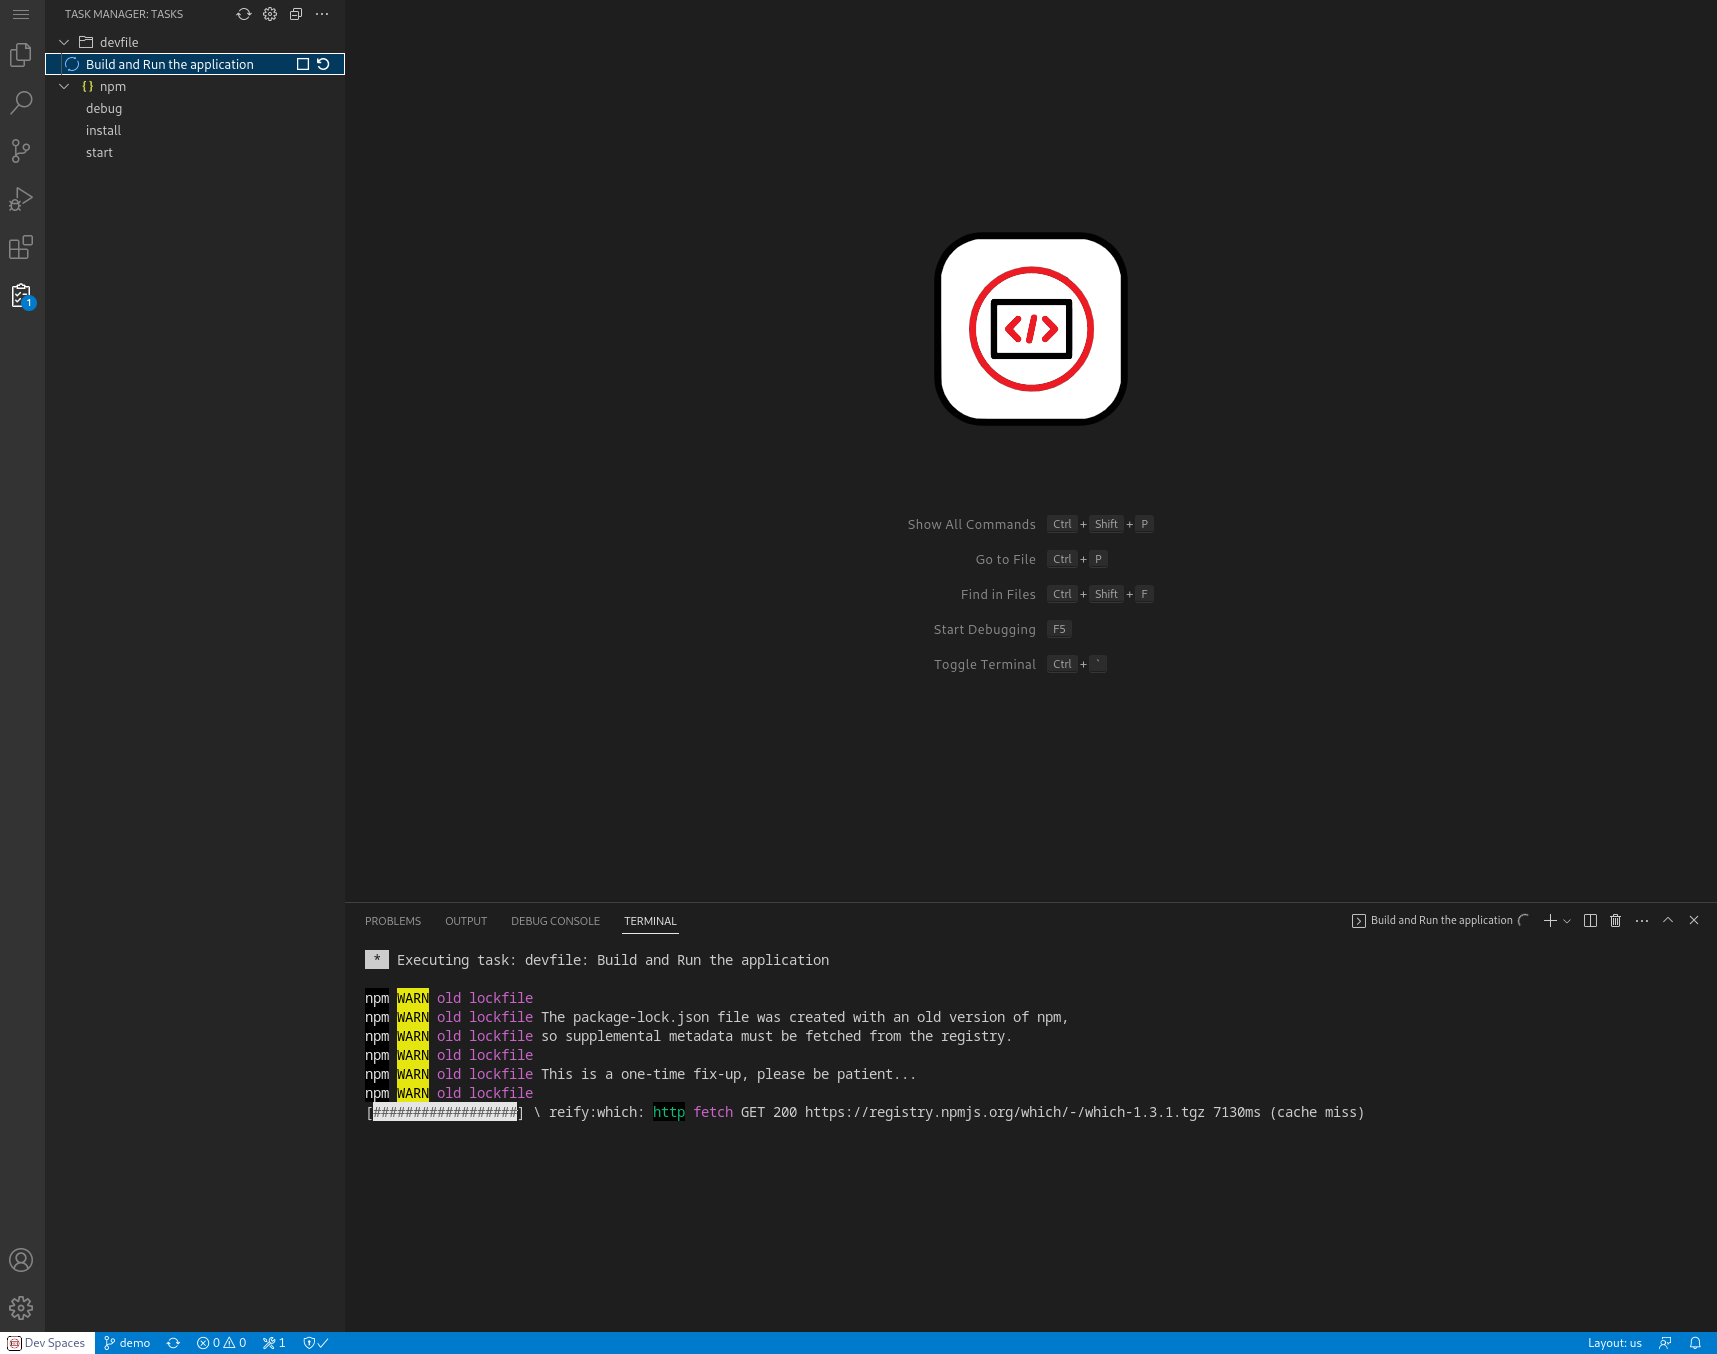 TASK MANAGER: TASKS
devfile
Build and Run the application
npm
debug
install
start
1
</>
Show All Commands Ctrl + Shift + P
Go to File Ctrl + P
Find in Files Ctrl + Shift + F
Start Debugging F5
Toggle Terminal Ctrl + `
PROBLEMS OUTPUT DEBUG CONSOLE TERMINAL Build and Run the application
* Executing task: devfile: Build and Run the application
npm WARN old lockfile
npm WARN old lockfile The package-lock.json file was created with an old version of npm,
npm WARN old lockfile so supplemental metadata must be fetched from the registry.
npm WARN old lockfile
npm WARN old lockfile This is a one-time fix-up, please be patient...
npm WARN old lockfile
[##################] \ reify:which: http fetch GET 200 https://registry.npmjs.org/which/-/which-1.3.1.tgz 7130ms (cache miss)
Dev Spaces demo 0 0 1 Layout: us